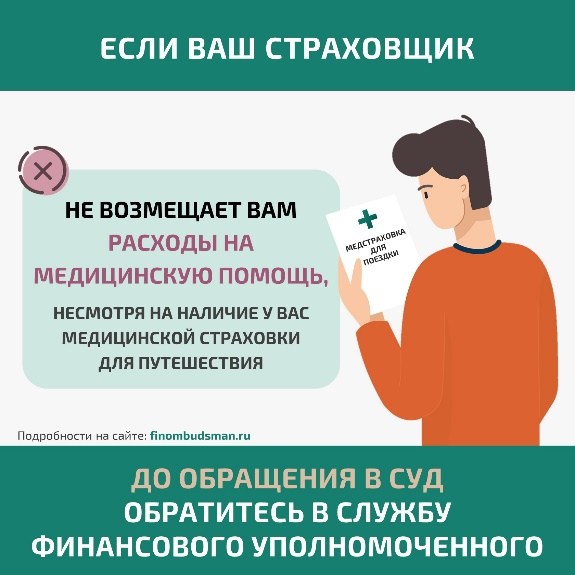 ЕСЛИ ВАШ СТРАХОВЩИК
НЕ ВОЗМЕЩАЕТ ВАМ
РАСХОДЫ НА
МЕДИЦИНСКУЮ ПОМОЩЬ,
НЕСМОТРЯ НА НАЛИЧИЕ У ВАС
МЕДИЦИНСКОЙ СТРАХОВКИ
ДЛЯ ПУТЕШЕСТВИЯ
МЕДСТРАХОВКА
ДЛЯ
ПОЕЗДКИ
Подробности на сайте: finombudsman.ru
ДО ОБРАЩЕНИЯ В СУД
ОБРАТИТЕСЬ В СЛУЖБУ
ФИНАНСОВОГО УПОЛНОМОЧЕННОГО